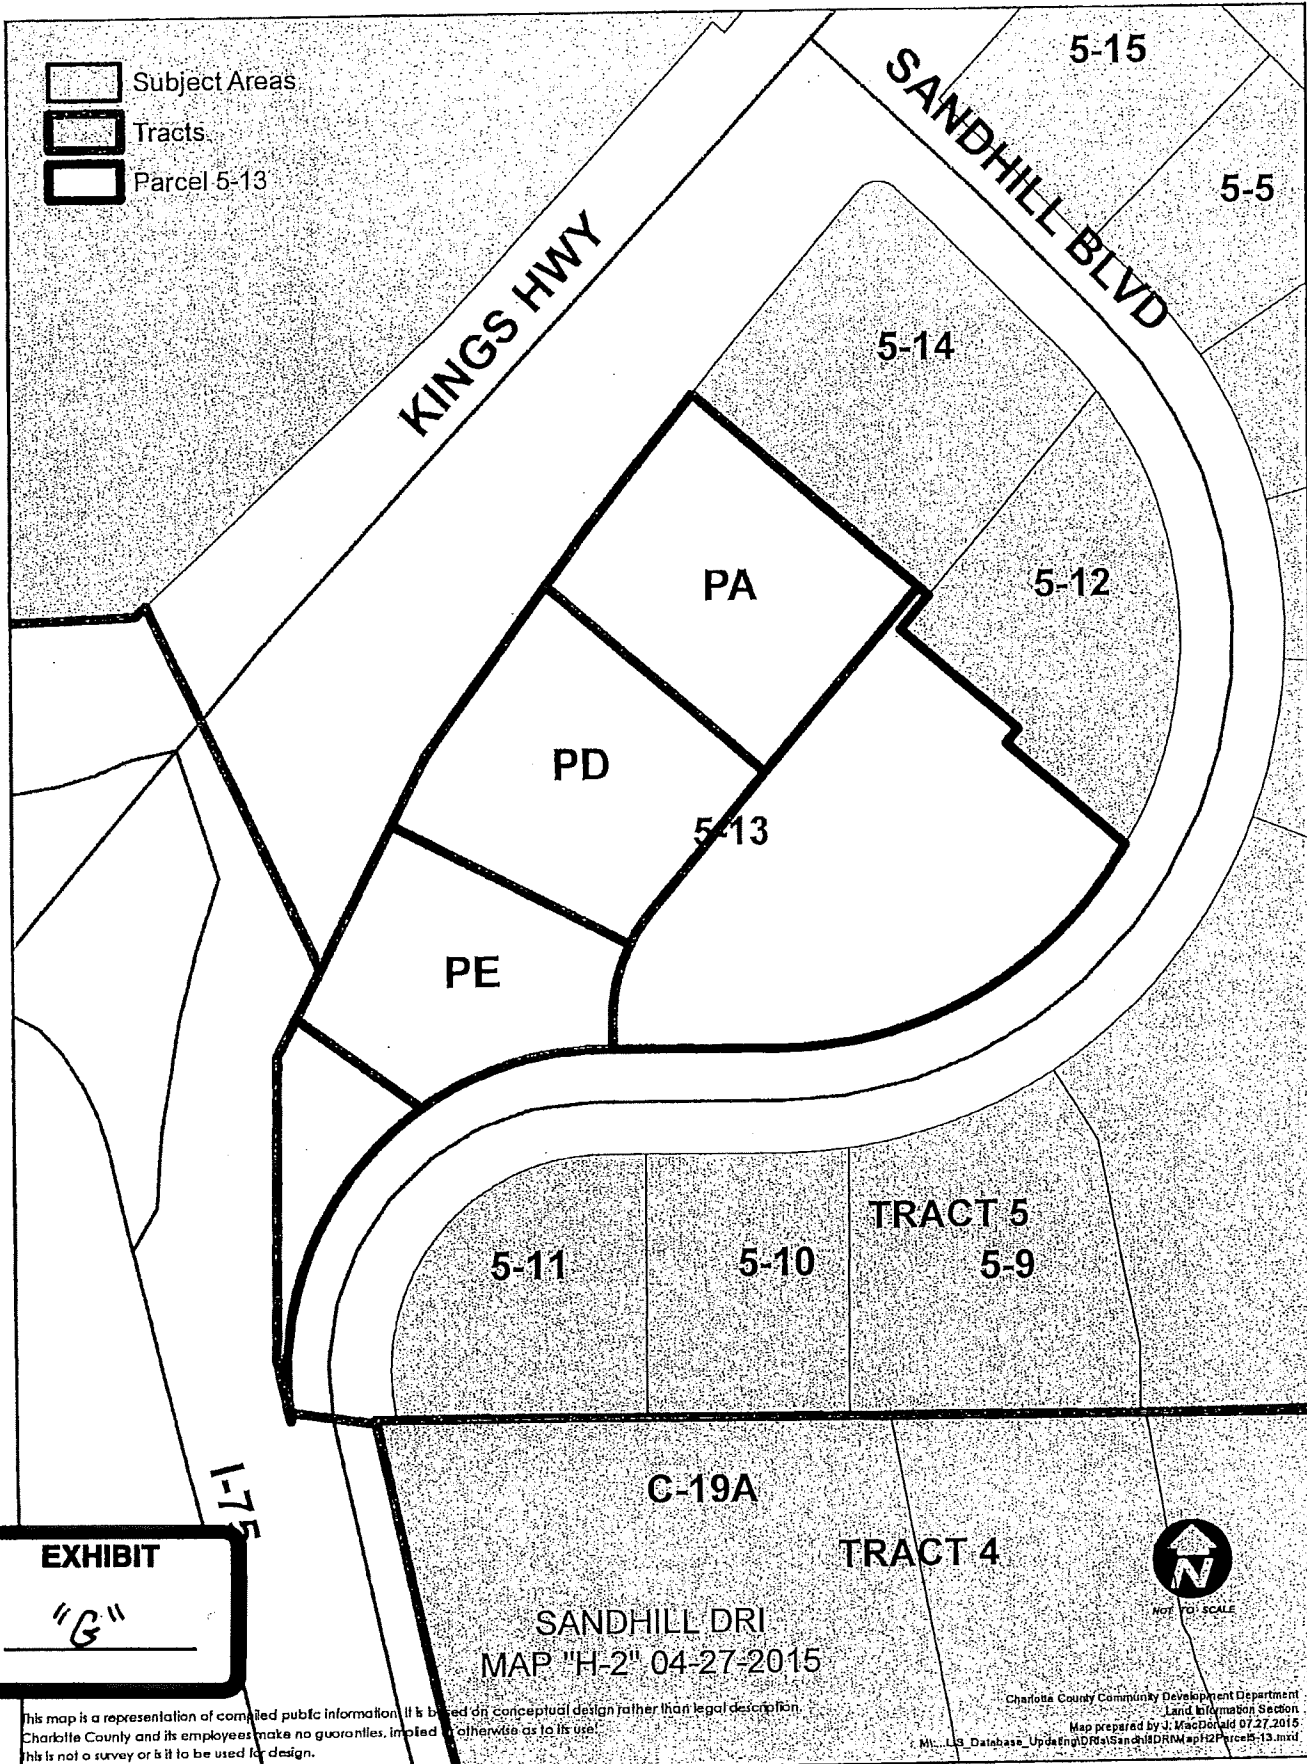 Subject Areas
Tracts
Parcel 5-13
5-15
SANDHILL BLVD
5-5
KINGS HWY
5-14
PA
5-12
PD
5-13
PE
TRACT 5
5-11
5-10
5-9
I-75
C-19A
TRACT 4
EXHIBIT
"G"
N
NOT TO SCALE
SANDHILL DRI
MAP "H-2" 04-27-2015
This map is a representation of compiled public information. It is based on conceptual design rather than legal description.
Charlotte County and its employees make no guaranties, implied otherwise as to its use.
This is not a survey or is it to be used for design.
Charlotte County Community Development Department
Land Information Section
Map prepared by J. MacDonald 07.27.2015